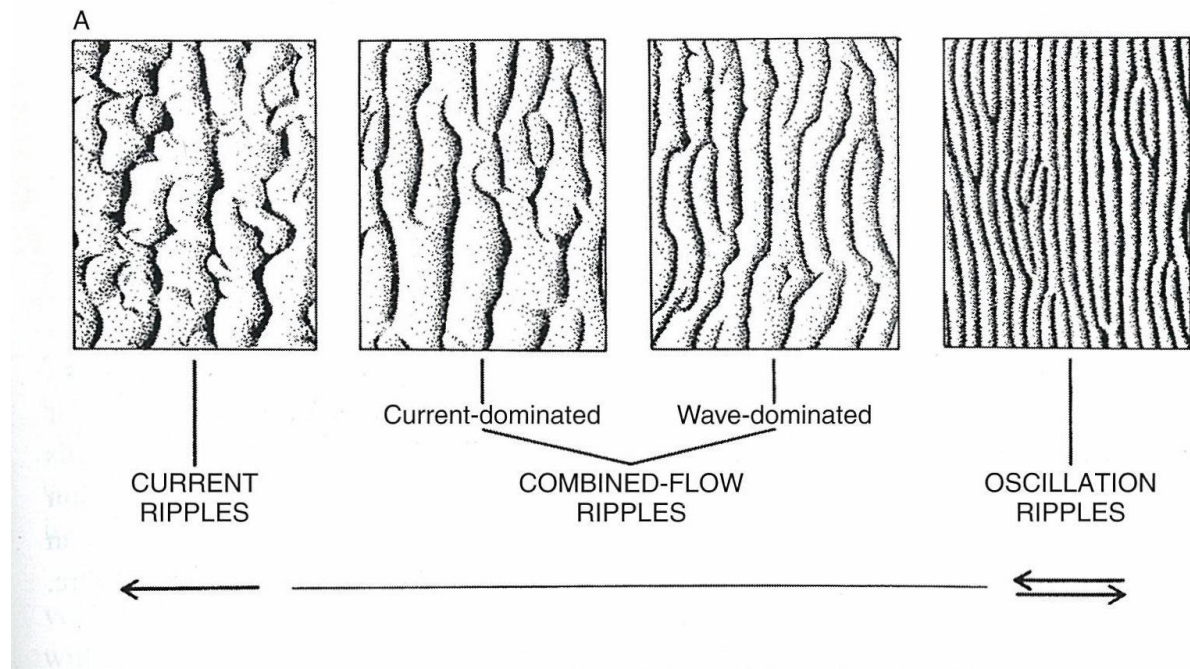 A
Current-dominated
Wave-dominated
CURRENT
RIPPLES
COMBINED-FLOW
RIPPLES
OSCILLATION
RIPPLES